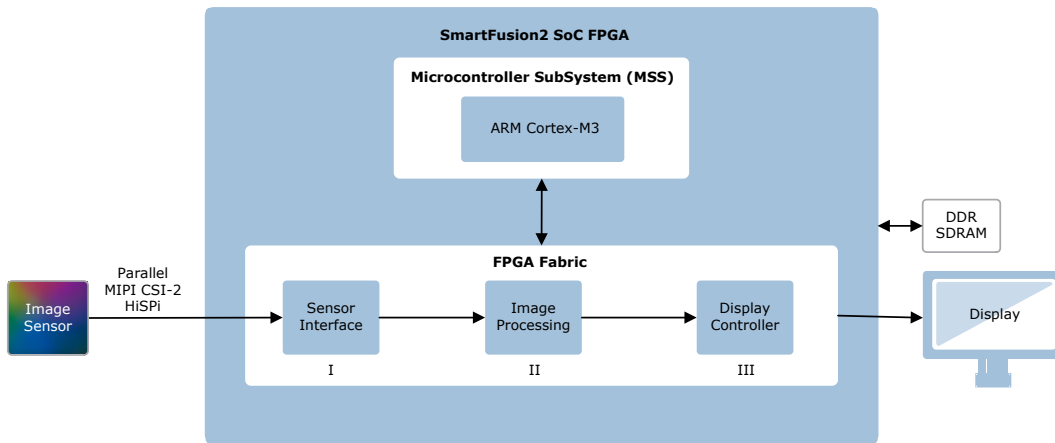 SmartFusion2 SoC FPGA
Microcontroller SubSystem (MSS)
ARM Cortex-M3
DDR
SDRAM
FPGA Fabric
Parallel
MIPI CSI-2
HiSPi
Image
Sensor
Sensor
Interface
Image
Processing
Display
Controller
Display
I
II
III